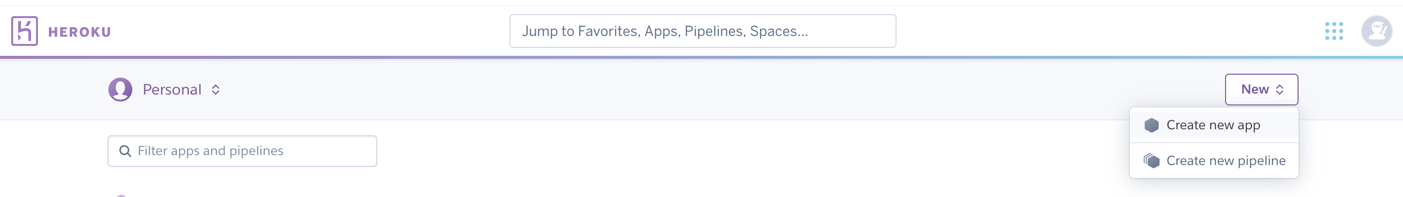 HEROKU
Jump to Favorites, Apps, Pipelines, Spaces...
Personal
New
Create new app
Filter apps and pipelines
Create new pipeline